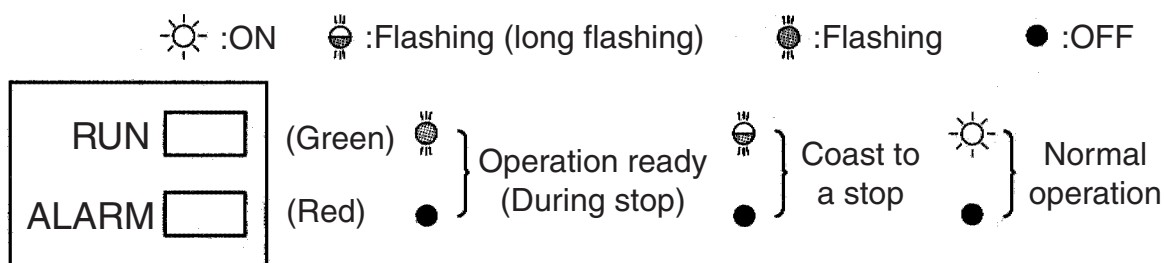 :ON :Flashing (long flashing) :Flashing :OFF
RUN (Green)
ALARM (Red)
Operation ready
(During stop)
Coast to
a stop
Normal
operation